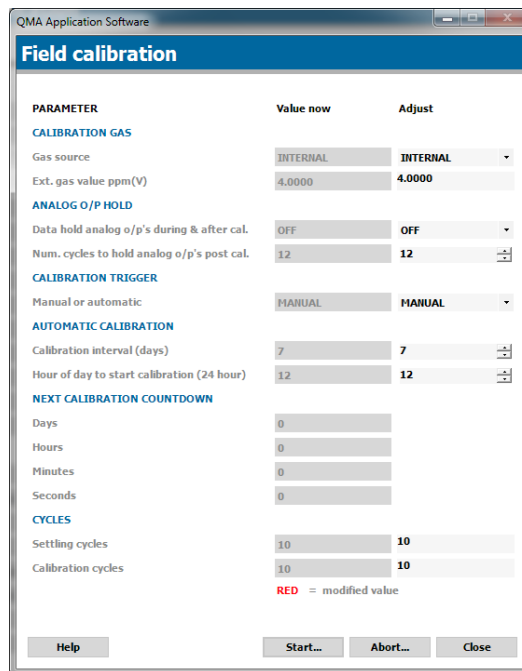 QMA Application Software
Field calibration
PARAMETER Value now Adjust
CALIBRATION GAS
Gas source INTERNAL INTERNAL
Ext. gas value ppm(V) 4.0000 4.0000
ANALOG O/P HOLD
Data hold analog o/p's during & after cal. OFF OFF
Num. cycles to hold analog o/p's post cal. 12 12
CALIBRATION TRIGGER
Manual or automatic MANUAL MANUAL
AUTOMATIC CALIBRATION
Calibration interval (days) 7 7
Hour of day to start calibration (24 hour) 12 12
NEXT CALIBRATION COUNTDOWN
Days 0
Hours 0
Minutes 0
Seconds 0
CYCLES
Settling cycles 10 10
Calibration cycles 10 10
RED = modified value
Help Start... Abort... Close